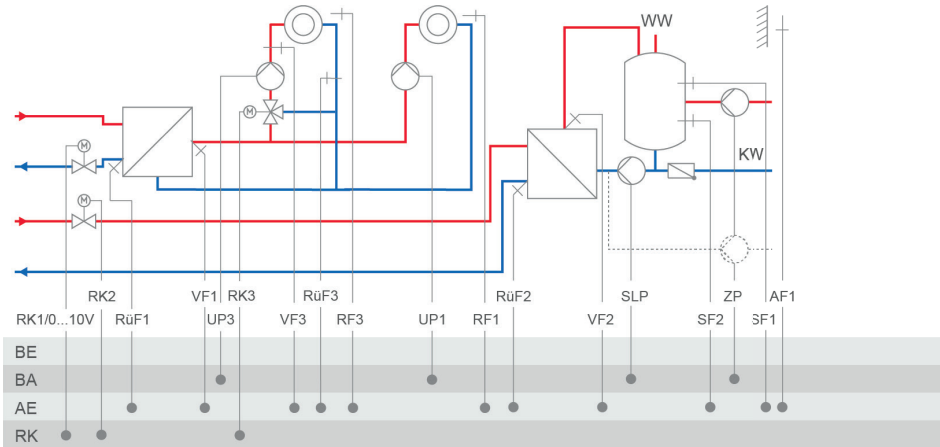 WW
M
M
KW
M
RK2 VF1 RK3 RüF3 RüF2 SLP ZP AF1
RK1/0...10V RüF1 UP3 VF3 RF3 UP1 RF1 VF2 SF2 SF1
BE
BA
AE
RK